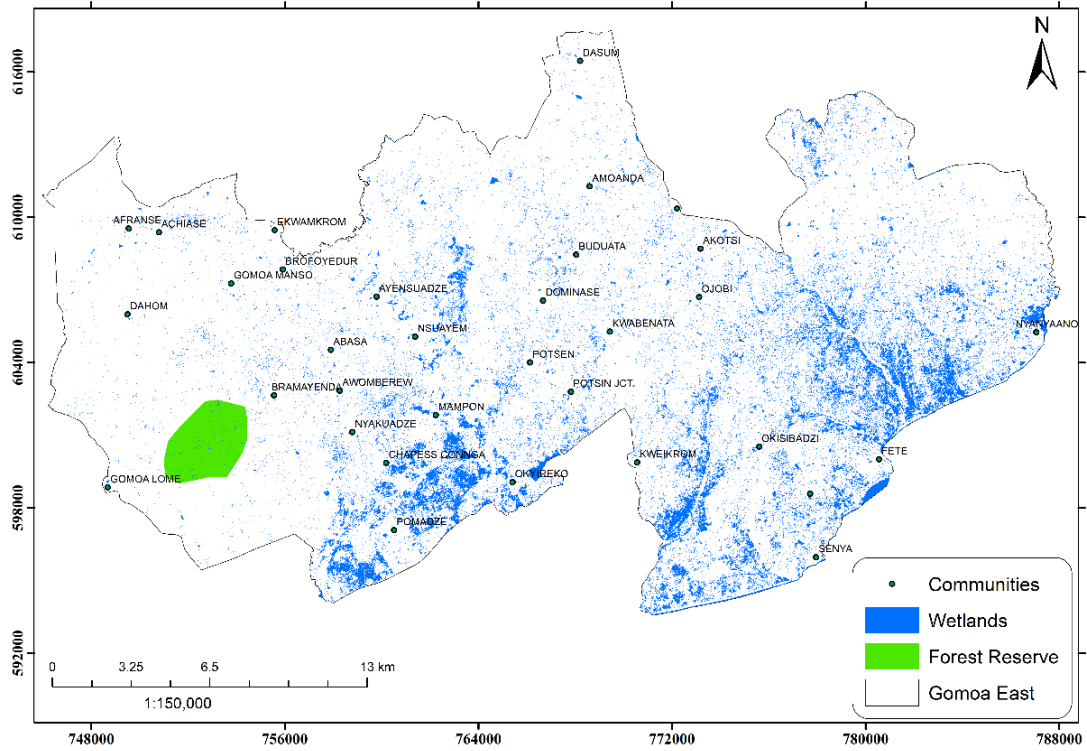 N
DASUM
616000
AMOANDA
610000
AFRANSE
ACHIASE
EKWAMKROM
BUDUATA
AKOTSI
BROFOYEDUR
GOMOA MANSO
AYENSUADZE
DOMINASE
OJOBI
DAHOM
NSUAYEM
KWABENATA
NYANYAANO
ABASA
POTSEN
604000
BRAMAYENDA
AWOMBEREW
POTSIN JCT.
MAMPON
NYAKUADZE
OKISIBADZI
CHAPESS CONNGA
KWEIKROM
FETE
GOMOA LOME
OKYIREKO
598000
POMADZE
SENYA
Communities
Wetlands
Forest Reserve
Gomoa East
592000
0 3.25 6.5 13 km
1:150,000
748000 756000 764000 772000 780000 788000